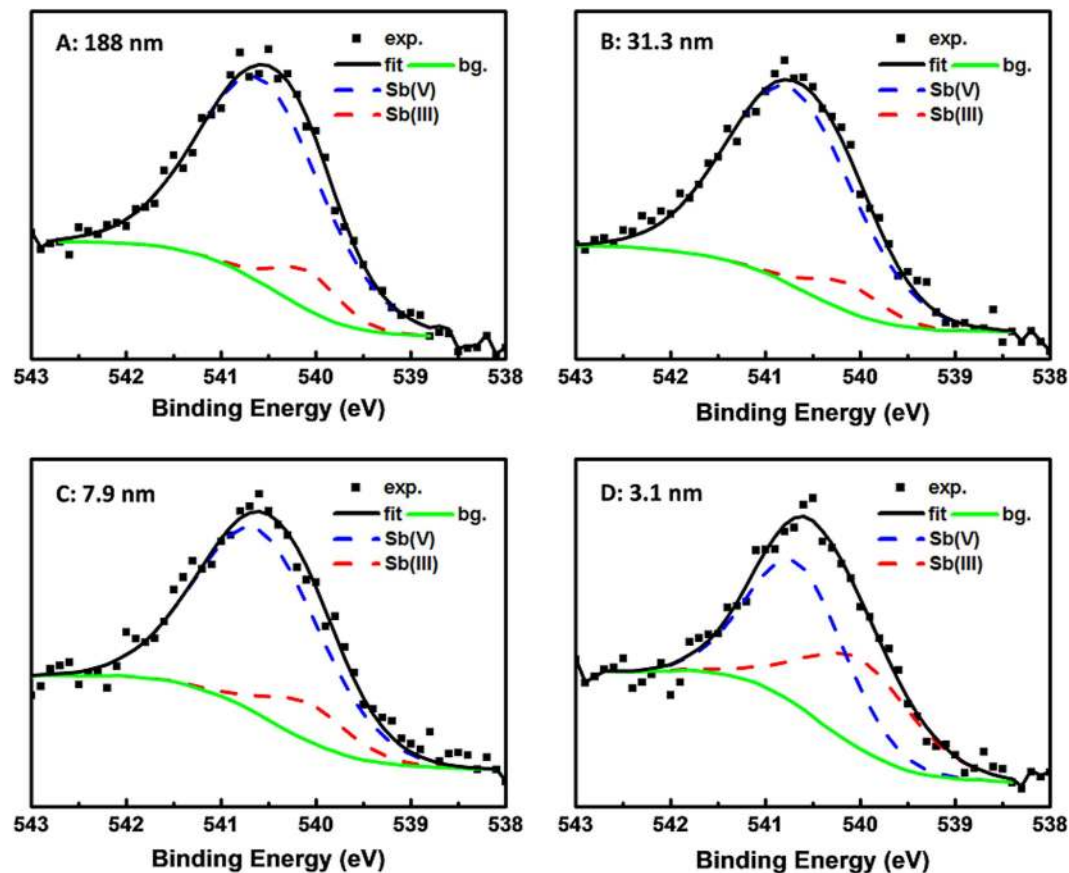 A: 188 nm
exp.
fit bg.
Sb(V)
Sb(III)
543 542 541 540 539 538
Binding Energy (eV)
B: 31.3 nm
exp.
fit bg.
Sb(V)
Sb(III)
543 542 541 540 539 538
Binding Energy (eV)
C: 7.9 nm
exp.
fit bg.
Sb(V)
Sb(III)
543 542 541 540 539 538
Binding Energy (eV)
D: 3.1 nm
exp.
fit bg.
Sb(V)
Sb(III)
543 542 541 540 539 538
Binding Energy (eV)